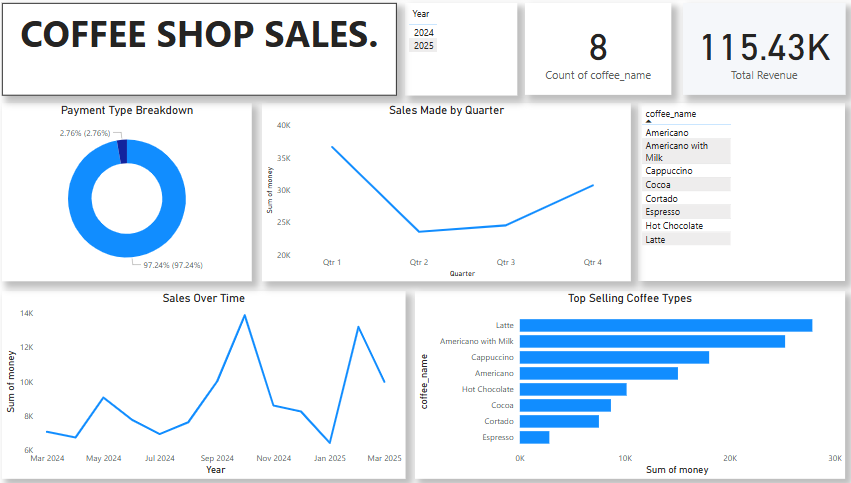 COFFEE SHOP SALES.
Year
2024
2025
8
Count of coffee_name
115.43K
Total Revenue
Payment Type Breakdown
2.76% (2.76%)
97.24% (97.24%)
Sales Made by Quarter
40K
35K
30K
25K
20K
Sum of money
Qtr 1 Qtr 2 Qtr 3 Qtr 4
Quarter
coffee_name
Americano
Americano with
Milk
Cappuccino
Cocoa
Cortado
Espresso
Hot Chocolate
Latte
Sales Over Time
14K
12K
10K
8K
6K
Sum of money
Mar 2024 May 2024 Jul 2024 Sep 2024 Nov 2024 Jan 2025 Mar 2025
Year
Top Selling Coffee Types
coffee_name
Latte
Americano with Milk
Cappuccino
Americano
Hot Chocolate
Cocoa
Cortado
Espresso
0K 10K 20K 30K
Sum of money